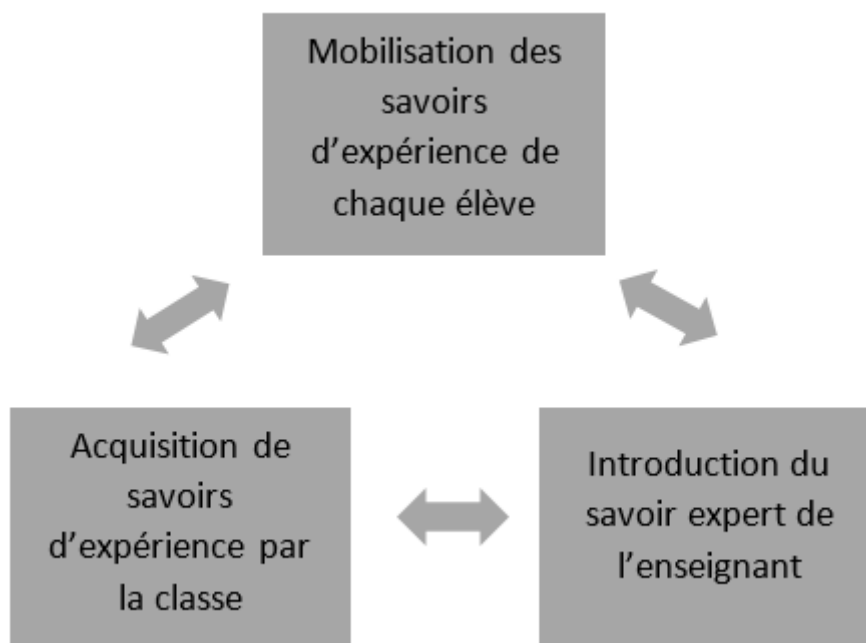 Mobilisation des
savoirs
d’expérience de
chaque élève
Acquisition de
savoirs
d’expérience par
la classe
Introduction du
savoir expert de
l’enseignant